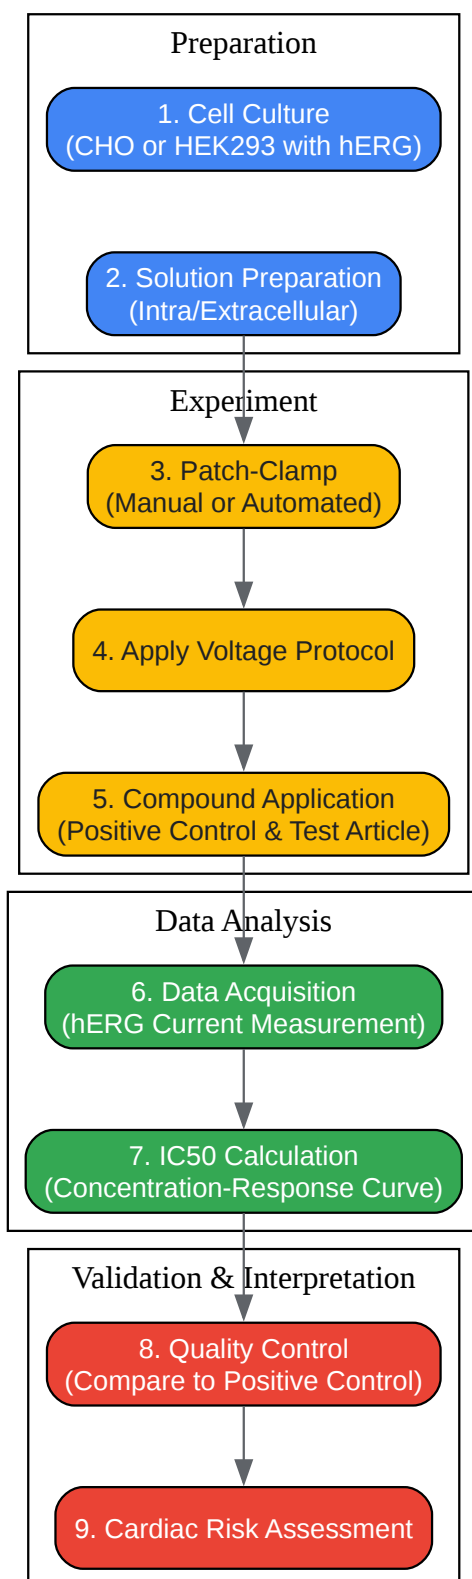 Preparation
1. Cell Culture
(CHO or HEK293 with hERG)
2. Solution Preparation
(Intra/Extracellular)
Experiment
3. Patch-Clamp
(Manual or Automated)
4. Apply Voltage Protocol
5. Compound Application
(Positive Control & Test Article)
Data Analysis
6. Data Acquisition
(hERG Current Measurement)
7. IC50 Calculation
(Concentration-Response Curve)
Validation & Interpretation
8. Quality Control
(Compare to Positive Control)
9. Cardiac Risk Assessment